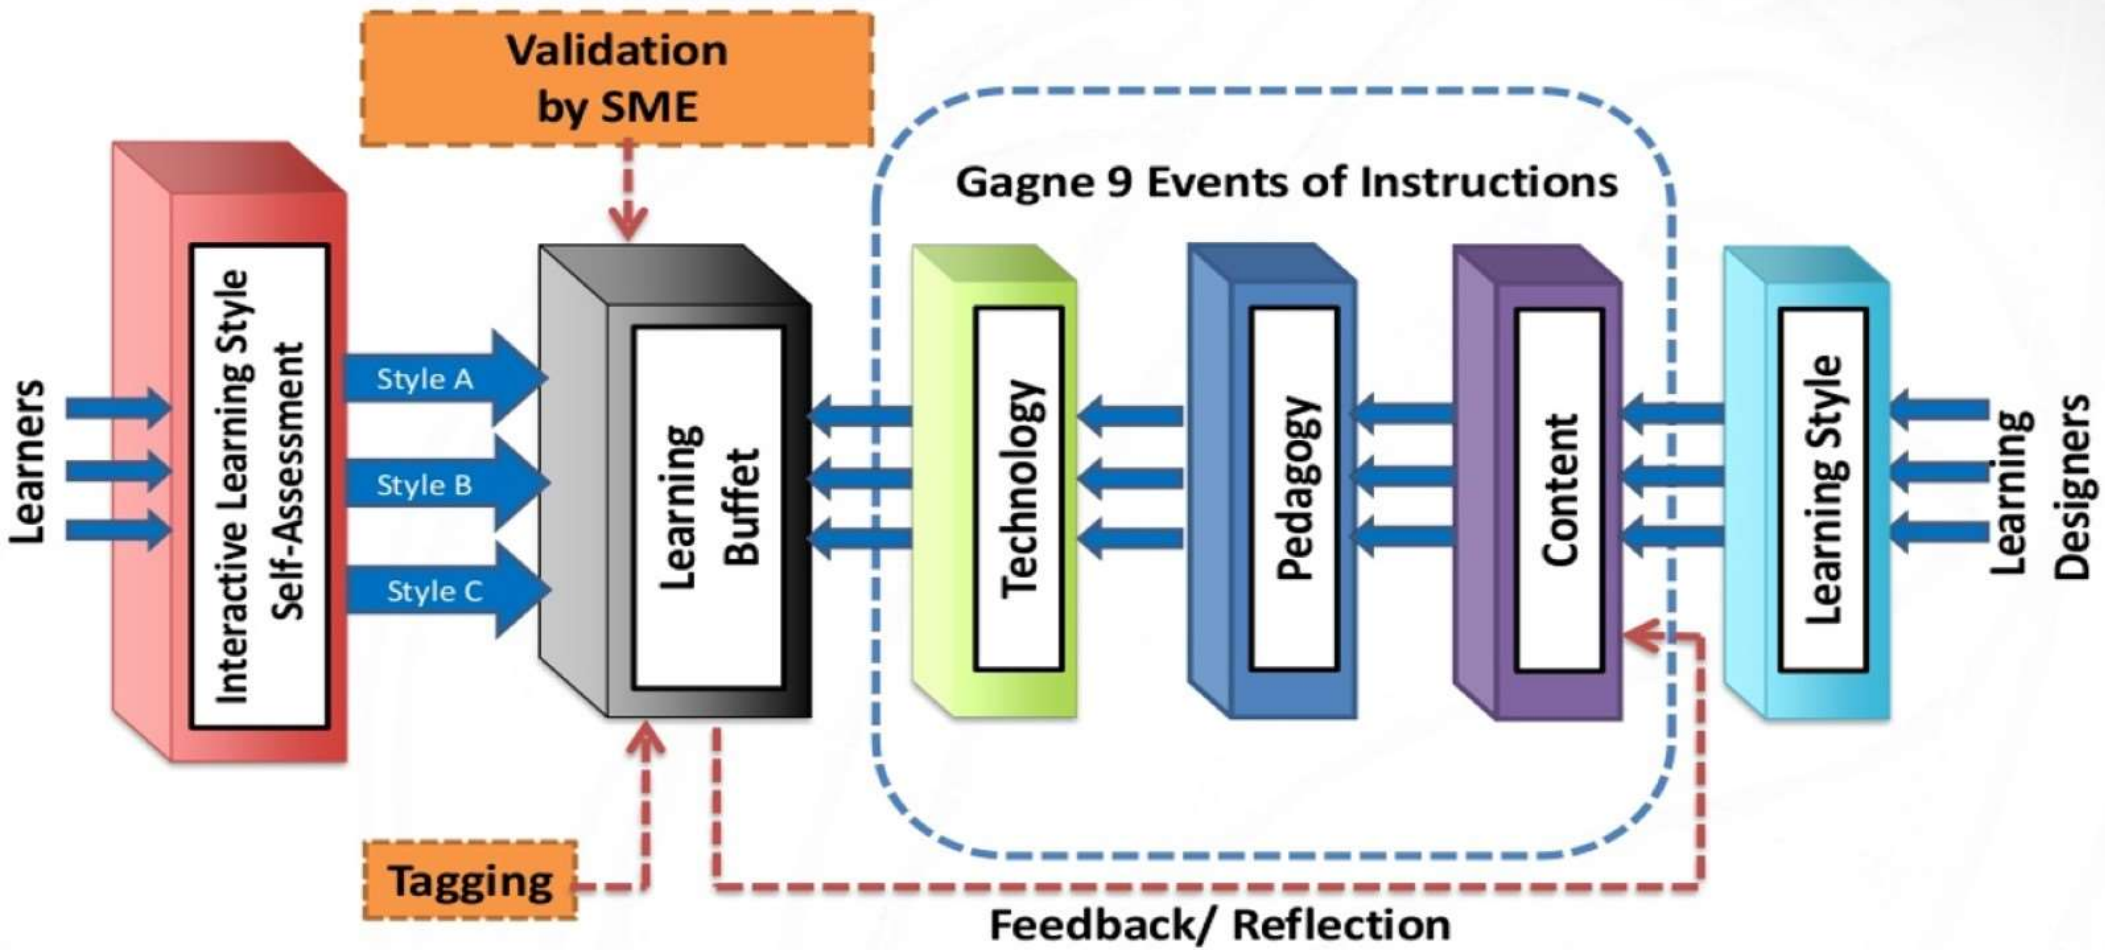 Validation
by SME
Gagne 9 Events of Instructions
Learners
Interactive Learning Style
Self-Assessment
Style A
Style B
Style C
Learning
Buffet
Technology
Pedagogy
Content
Learning Style
Learning
Designers
Tagging
Feedback/ Reflection